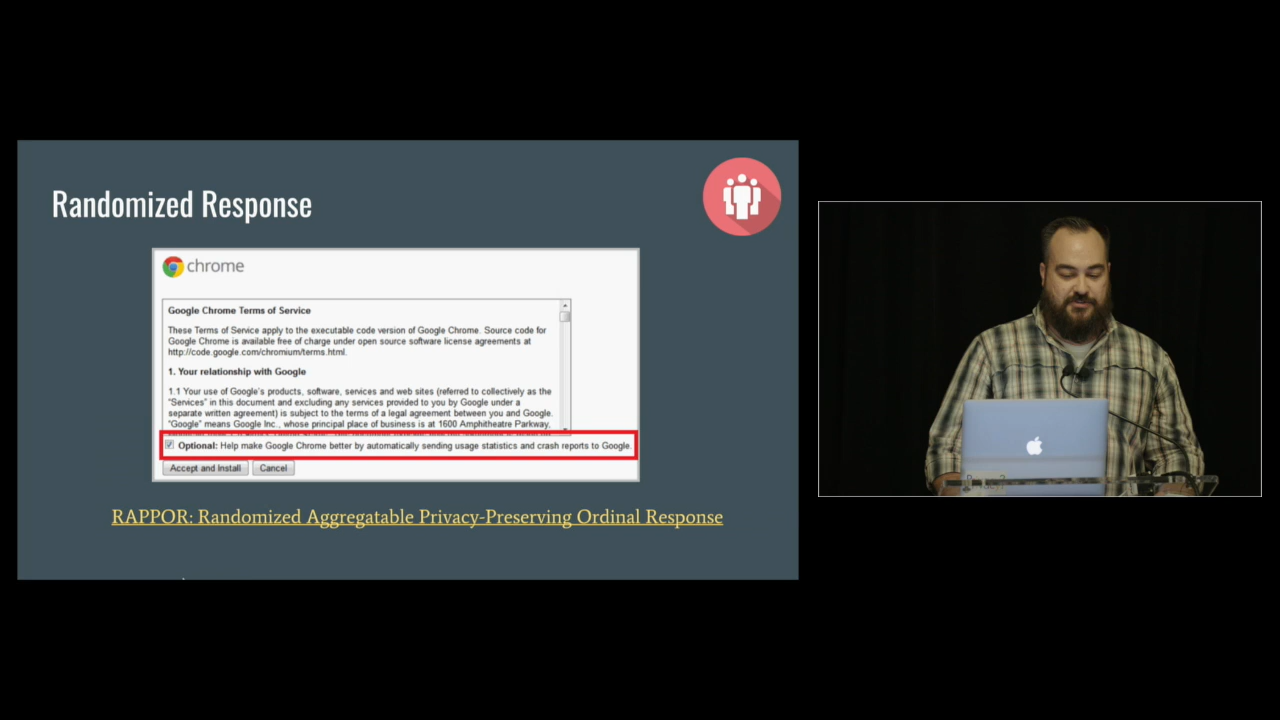 Randomized Response
chrome
Google Chrome Terms of Service
These Terms of Service apply to the executable code version of Google Chrome. Source code for
Google Chrome is available free of charge under open source software license agreements at
http://code.google.com/chromium/terms.html.
1. Your relationship with Google
1.1 Your use of Google's products, software, services and web sites (referred to collectively as the
"Services" in this document and excluding any services provided to you by Google under a
separate written agreement) is subject to the terms of a legal agreement between you and Google.
"Google" means Google Inc., whose principal place of business is at 1600 Amphitheatre Parkway,
Optional: Help make Google Chrome better by automatically sending usage statistics and crash reports to Google.
Accept and Install Cancel
RAPPOR: Randomized Aggregatable Privacy-Preserving Ordinal Response